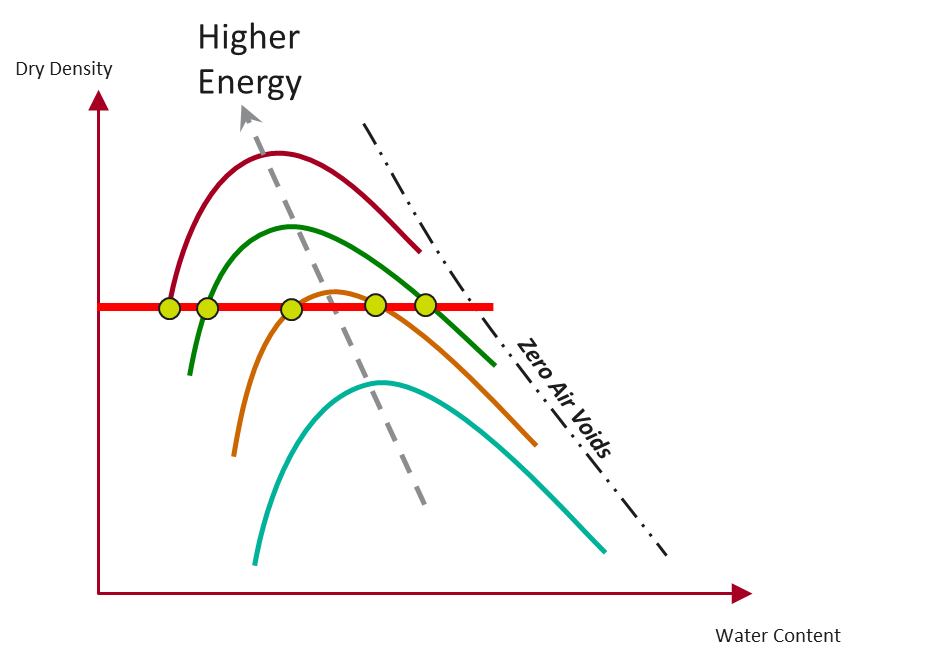 Higher
Energy
Dry Density
Zero Air Voids
Water Content